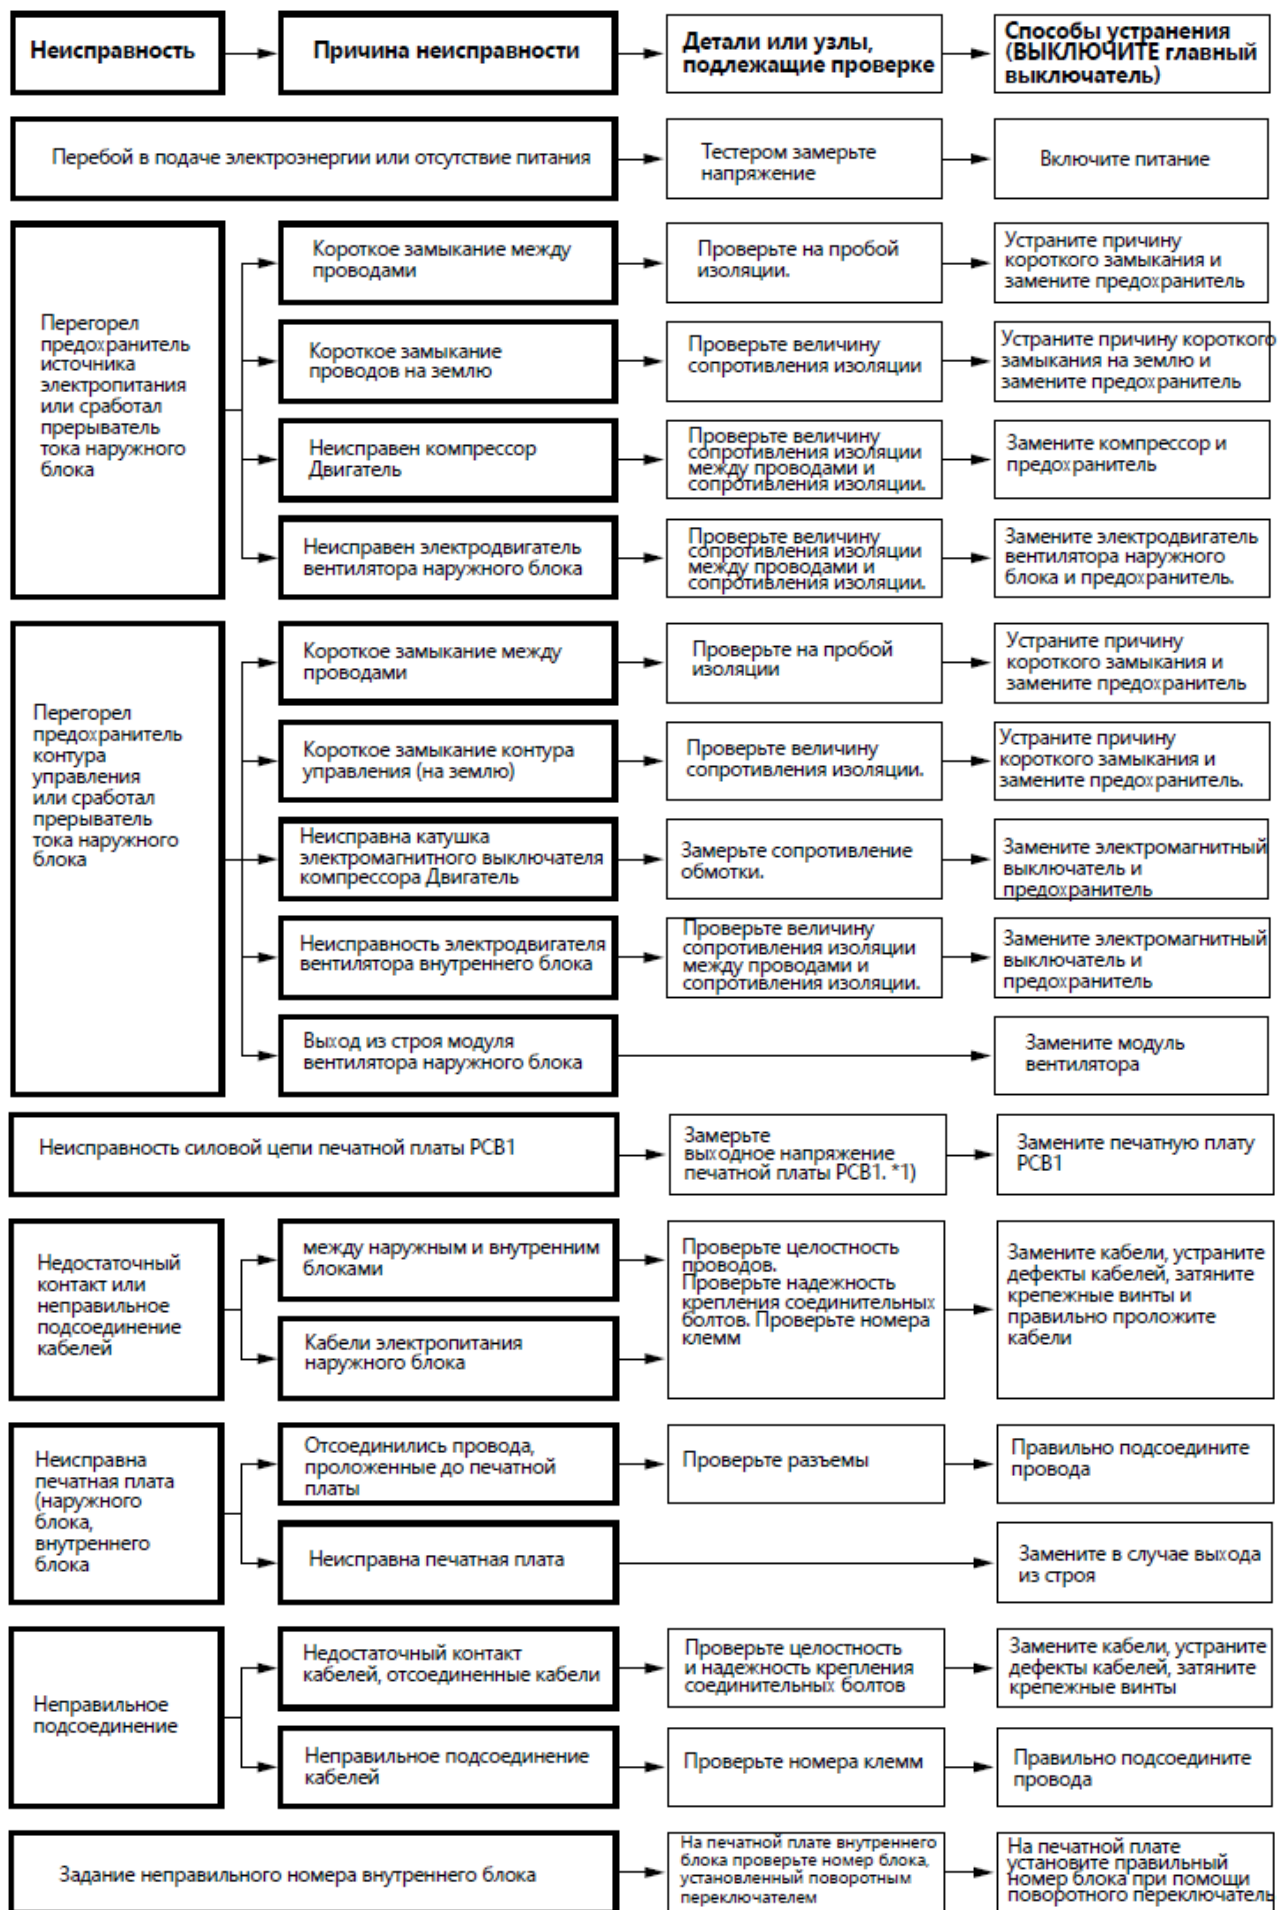 Неисправность
Причина неисправности
Детали или узлы,
подлежащие проверке
Способы устранения
(ВЫКЛЮЧИТЕ главный
выключатель)
Перебой в подаче электроэнергии или отсутствие питания
Тестером замерьте
напряжение
Включите питание
Перегорел
предохранитель
источника
электропитания
или сработал
прерыватель
тока наружного
блока
Короткое замыкание между
проводами
Проверьте на пробой
изоляции.
Устраните причину
короткого замыкания и
замените предохранитель
Короткое замыкание
проводов на землю
Проверьте величину
сопротивления изоляции
Устраните причину короткого
замыкания на землю и
замените предохранитель
Неисправен компрессор
Двигатель
Проверьте величину
сопротивления изоляции
между проводами и
сопротивления изоляции.
Замените компрессор и
предохранитель
Неисправен электродвигатель
вентилятора наружного блока
Проверьте величину
сопротивления изоляции
между проводами и
сопротивления изоляции.
Замените электродвигатель
вентилятора наружного
блока и предохранитель.
Перегорел
предохранитель
контура
управления
или сработал
прерыватель
тока наружного
блока
Короткое замыкание между
проводами
Проверьте на пробой
изоляции
Устраните причину
короткого замыкания и
замените предохранитель
Короткое замыкание контура
управления (на землю)
Проверьте величину
сопротивления изоляции.
Устраните причину
короткого замыкания и
замените предохранитель.
Неисправна катушка
электромагнитного выключателя
компрессора Двигатель
Замерьте сопротивление
обмотки.
Замените электромагнитный
выключатель и
предохранитель
Неисправность электродвигателя
вентилятора внутреннего блока
Проверьте величину
сопротивления изоляции
между проводами и
сопротивления изоляции.
Замените электромагнитный
выключатель и
предохранитель
Выход из строя модуля
вентилятора наружного блока
Замените модуль
вентилятора
Неисправность силовой цепи печатной платы PCB1
Замерьте
выходное напряжение
печатной платы PCB1. *1)
Замените печатную плату
PCB1
Недостаточный
контакт или
неправильное
подсоединение
кабелей
между наружным и внутренним
блоками
Кабели электропитания
наружного блока
Проверьте целостность
проводов.
Проверьте надежность
крепления соединительных
болтов. Проверьте номера
клемм
Замените кабели, устраните
дефекты кабелей, затяните
крепежные винты и
правильно проложите
кабели
Неисправна
печатная плата
(наружного
блока,
внутреннего
блока
Отсоединились провода,
проложенные до печатной
платы
Проверьте разъемы
Правильно подсоедините
провода
Неисправна печатная плата
Замените в случае выхода
из строя
Неправильное
подсоединение
Недостаточный контакт
кабелей, отсоединенные кабели
Проверьте целостность
и надежность крепления
соединительных болтов
Замените кабели, устраните
дефекты кабелей, затяните
крепежные винты
Неправильное подсоединение
кабелей
Проверьте номера клемм
Правильно подсоедините
провода
Задание неправильного номера внутреннего блока
На печатной плате внутреннего
блока проверьте номер блока,
установленный поворотным
переключателем
На печатной плате
установите правильный
номер блока при помощи
поворотного переключатель